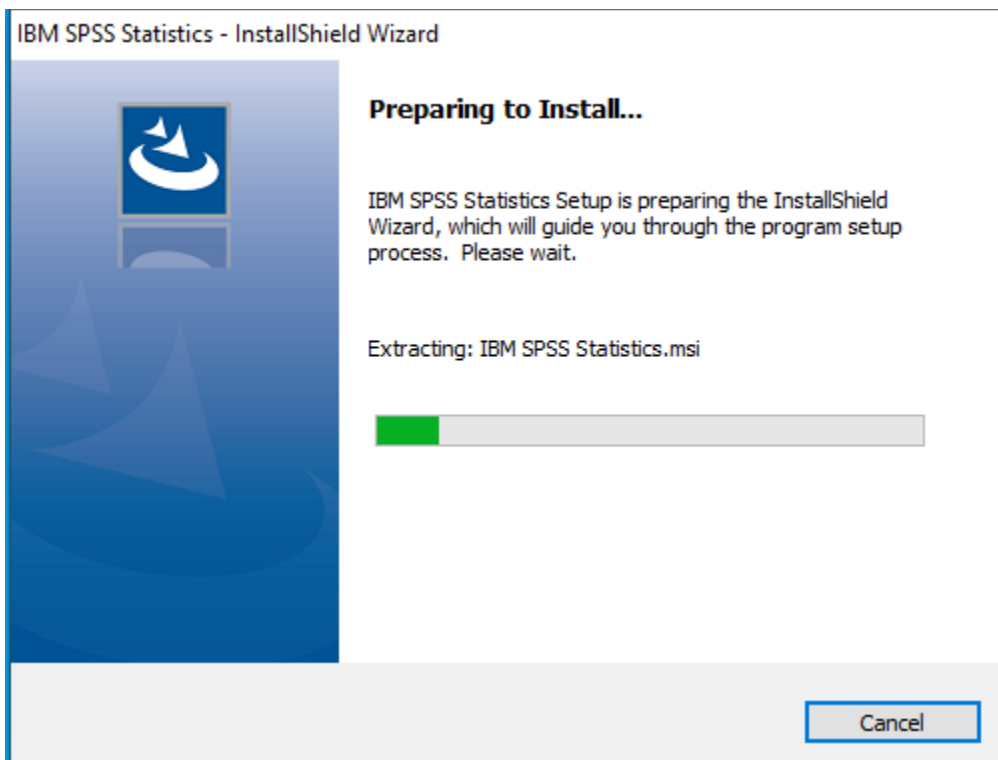 IBM SPSS Statistics - InstallShield Wizard
Preparing to Install...
IBM SPSS Statistics Setup is preparing the InstallShield
Wizard, which will guide you through the program setup
process.  Please wait.
Extracting: IBM SPSS Statistics.msi
Cancel